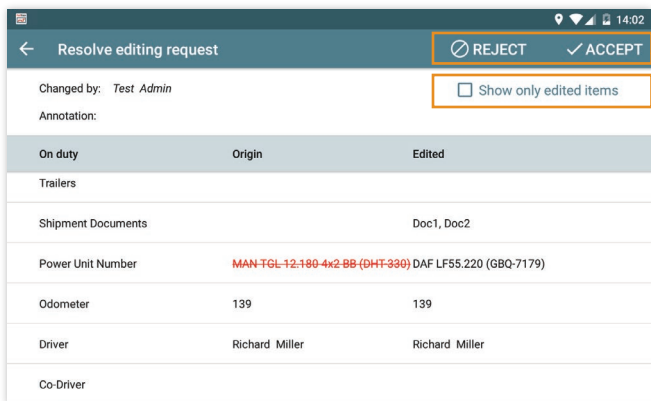 14:02
Resolve editing request REJECT ACCEPT
Changed by: Test Admin Show only edited items
Annotation:
On duty Origin Edited
Trailers
Shipment Documents Doc1, Doc2
Power Unit Number MAN TGL 12.180 4x2 BB (DHT-330) DAF LF55.220 (GBQ-7179)
Odometer 139 139
Driver Richard Miller Richard Miller
Co-Driver